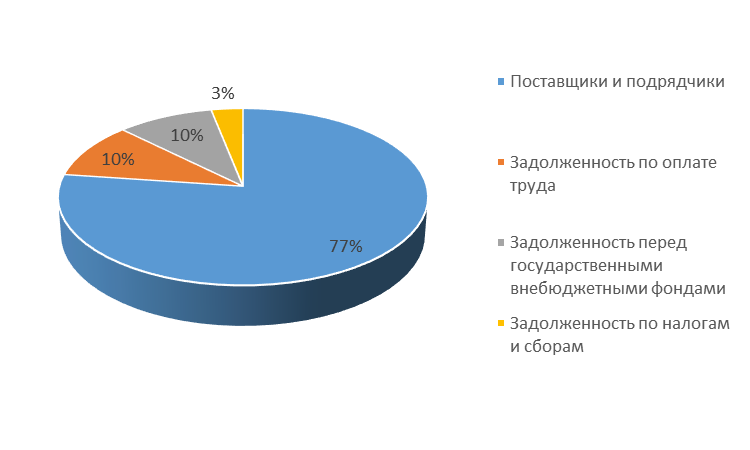 3%
10%
10%
77%
Поставщики и подрядчики
Задолженность по оплате
труда
Задолженность перед
государственными
внебюджетными фондами
Задолженность по налогам
и сборам